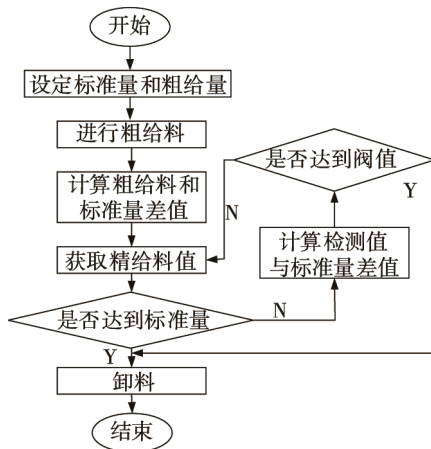 开始
设定标准量和粗给量
进行粗给料
计算粗给料和
标准量差值
获取精给料值
是否达到标准量
Y
卸料
结束
N
计算检测值
与标准量差值
是否达到阀值
N
Y